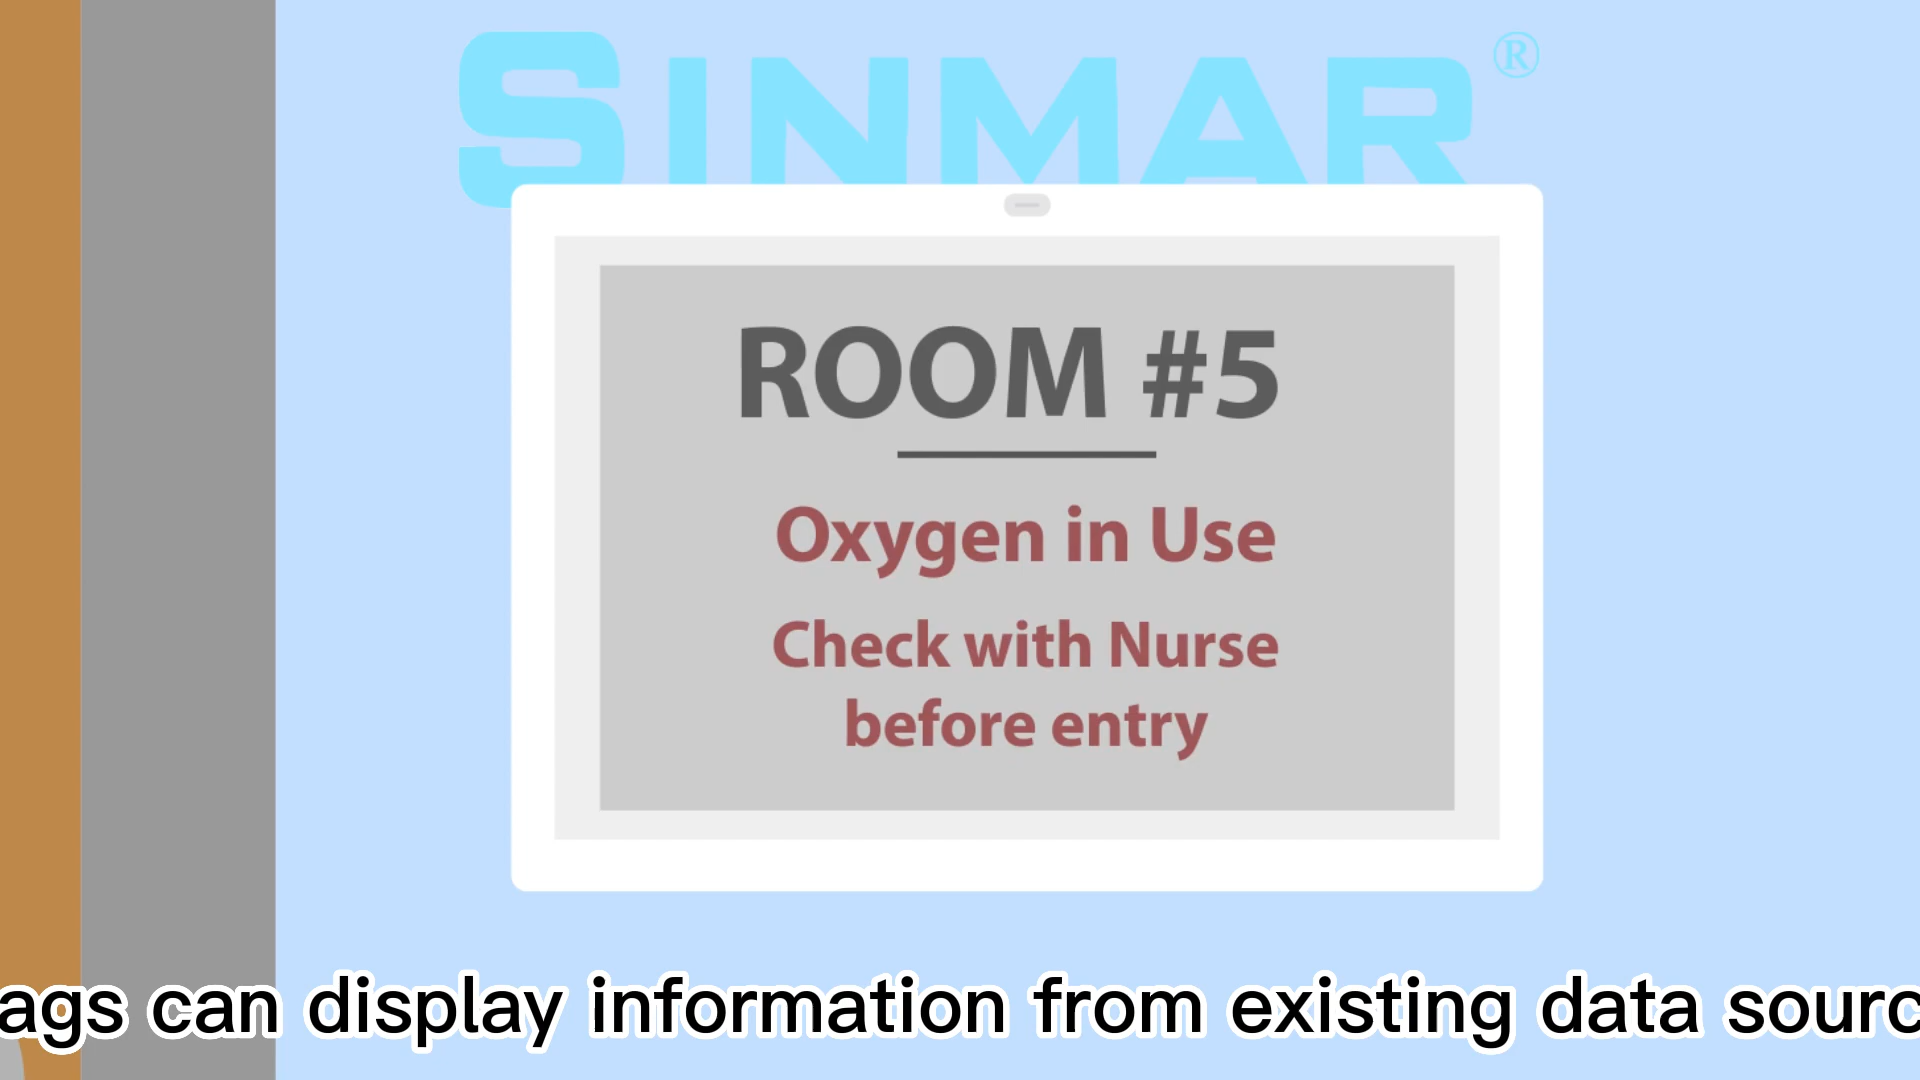 SINMAR®
ROOM #5
Oxygen in Use
Check with Nurse
before entry
ags can display information from existing data sourc